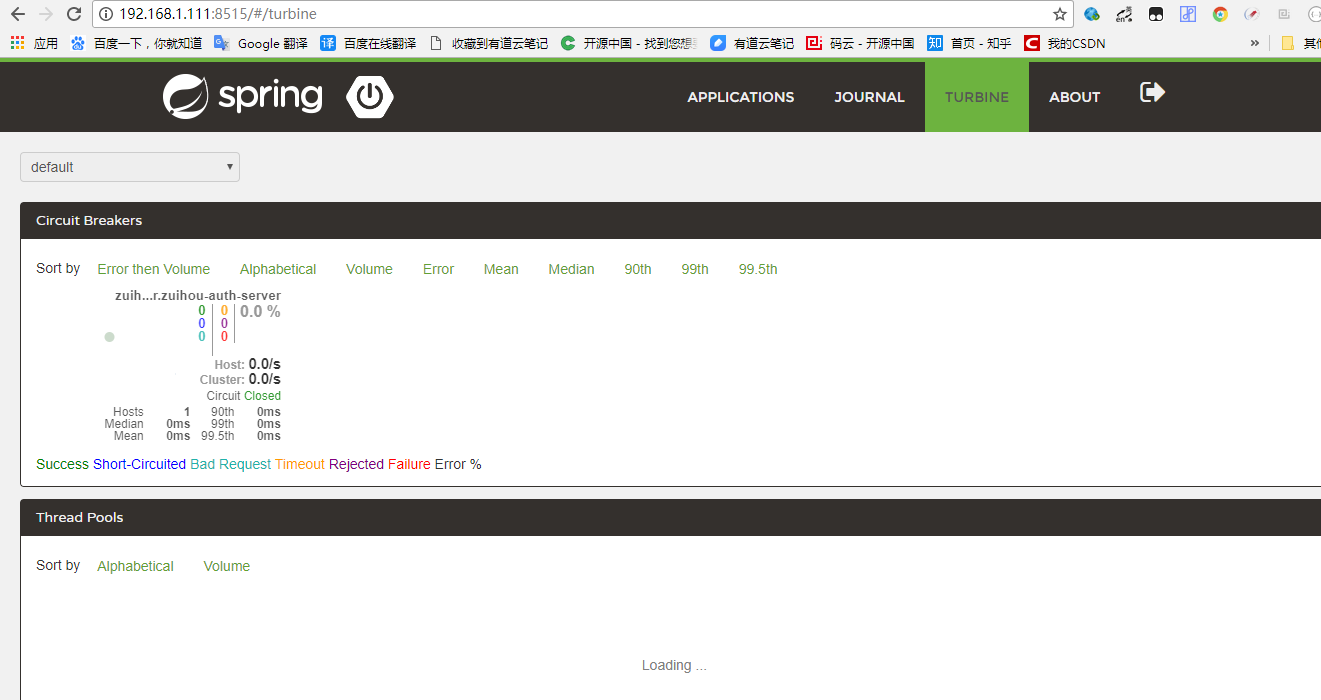 192.168.1.111:8515/#/turbine
应用 百度一下，你就知道 Google 翻译 百度在线翻译 收藏到有道云笔记 开源中国 - 找到您想 有道云笔记 码云 - 开源中国 首页 - 知乎 我的CSDN » 其他
spring APPLICATIONS JOURNAL TURBINE ABOUT
default
Circuit Breakers
Sort by Error then Volume Alphabetical Volume Error Mean Median 90th 99th 99.5th
zuih...r.zuihou-auth-server
0 0 0.0 %
0 0
0 0
Host: 0.0/s
Cluster: 0.0/s
Circuit Closed
Hosts 1 90th 0ms
Median 0ms 99th 0ms
Mean 0ms 99.5th 0ms
Success Short-Circuited Bad Request Timeout Rejected Failure Error %
Thread Pools
Sort by Alphabetical Volume
Loading ...